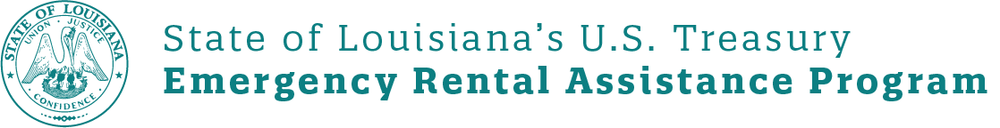 STATE OF LOUISIANA
UNION · JUSTICE
· CONFIDENCE ·
State of Louisiana’s U.S. Treasury
Emergency Rental Assistance Program